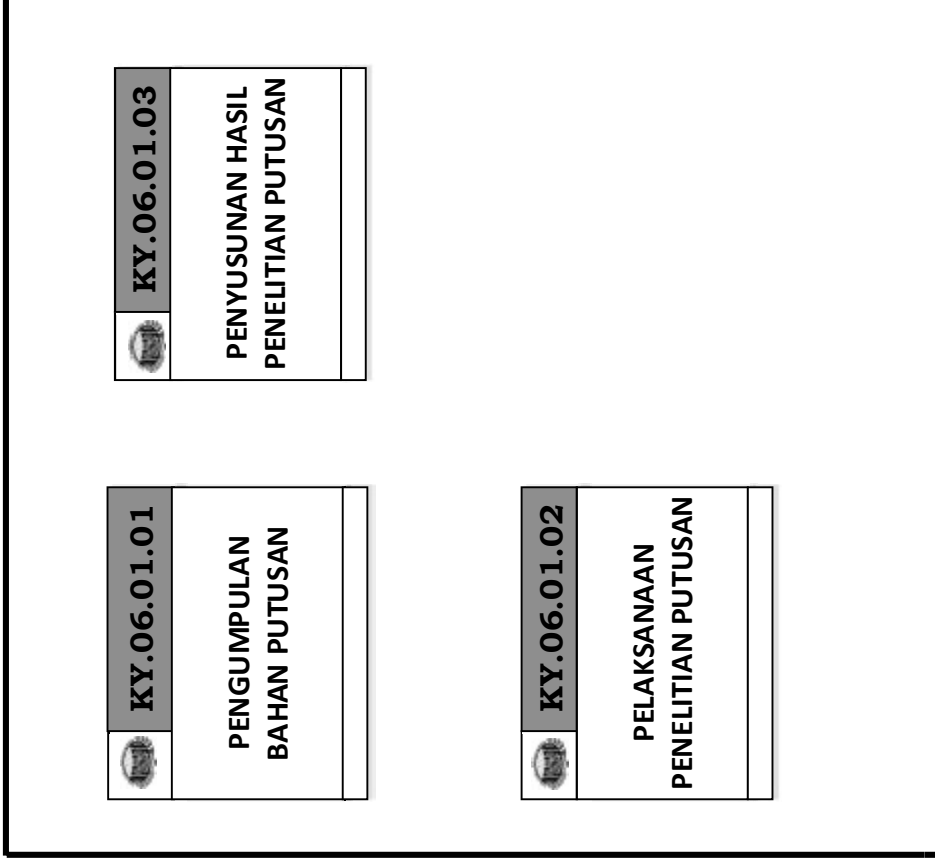 KY.06.01.01
PENGUMPULAN
BAHAN PUTUSAN
KY.06.01.02
PELAKSANAAN
PENELITIAN PUTUSAN
KY.06.01.03
PENYUSUNAN HASIL
PENELITIAN PUTUSAN